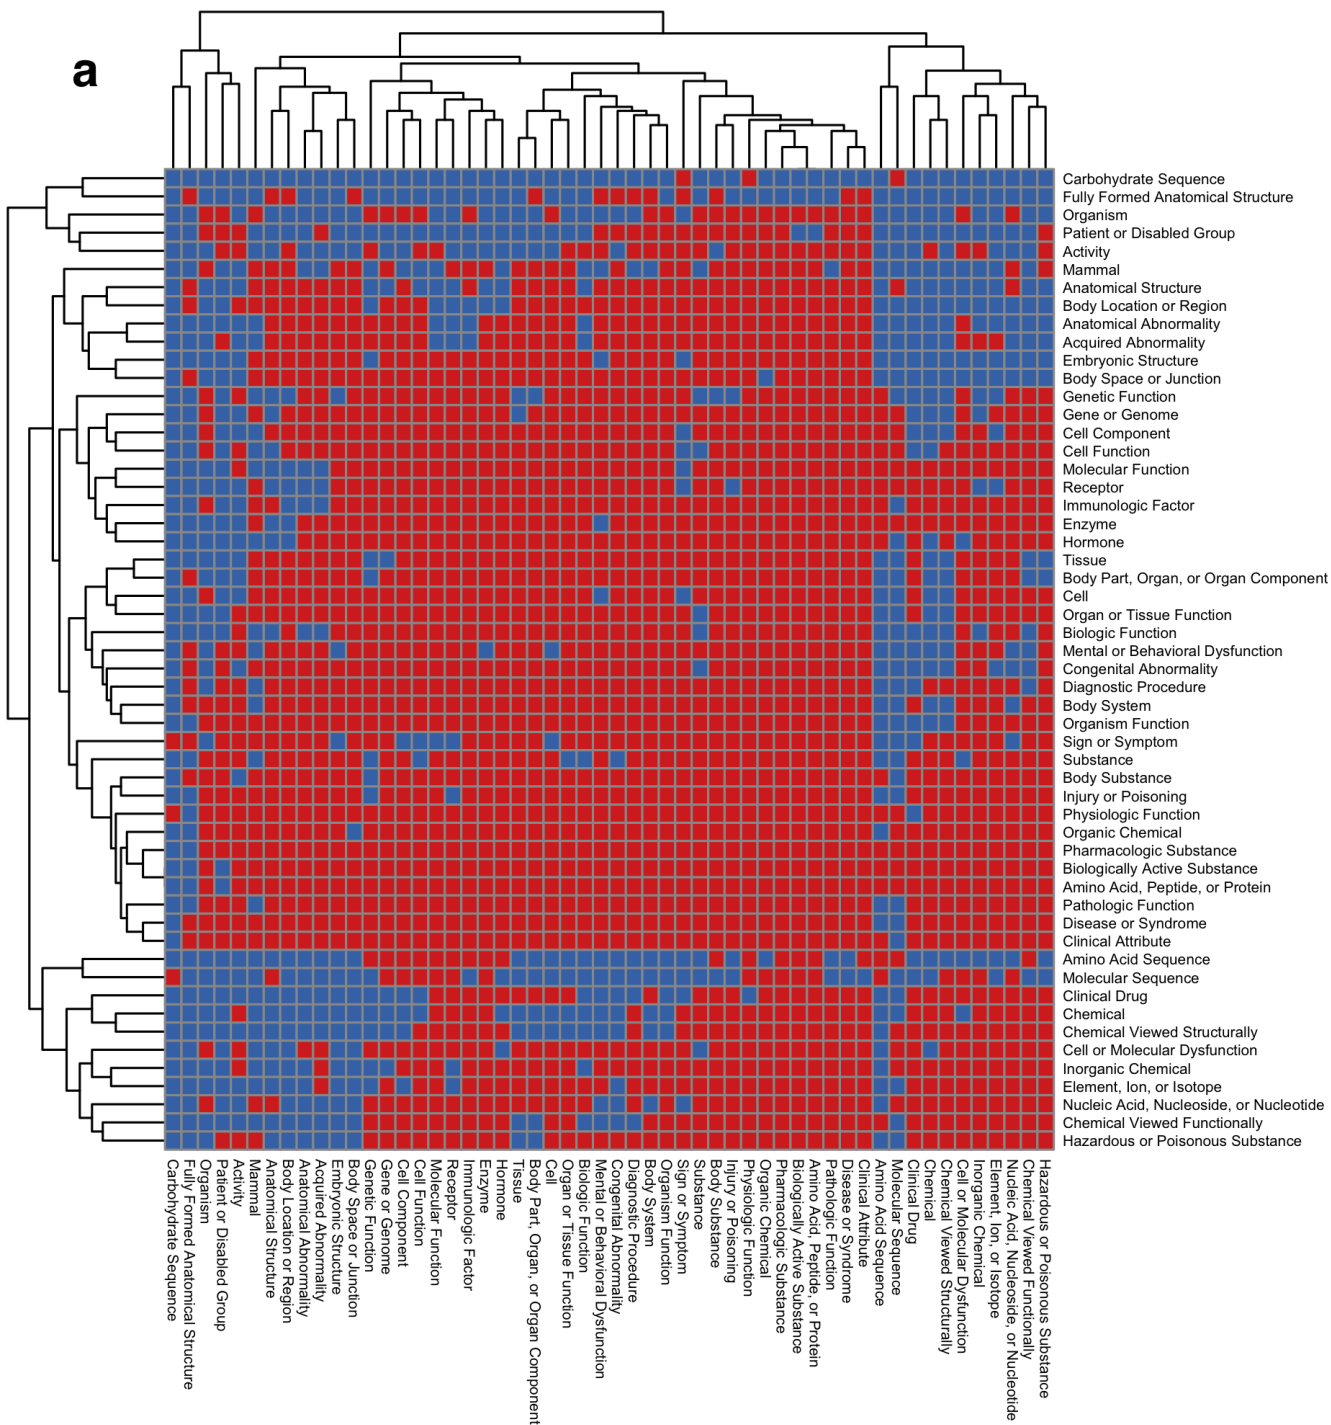 a
Carbohydrate Sequence
Fully Formed Anatomical Structure
Organism
Patient or Disabled Group
Activity
Mammal
Anatomical Structure
Body Location or Region
Anatomical Abnormality
Acquired Abnormality
Embryonic Structure
Body Space or Junction
Genetic Function
Gene or Genome
Cell Component
Cell Function
Molecular Function
Receptor
Immunologic Factor
Enzyme
Hormone
Tissue
Body Part, Organ, or Organ Component
Cell
Organ or Tissue Function
Biologic Function
Mental or Behavioral Dysfunction
Congenital Abnormality
Diagnostic Procedure
Body System
Organism Function
Sign or Symptom
Substance
Body Substance
Injury or Poisoning
Physiologic Function
Organic Chemical
Pharmacologic Substance
Biologically Active Substance
Amino Acid, Peptide, or Protein
Pathologic Function
Disease or Syndrome
Clinical Attribute
Amino Acid Sequence
Molecular Sequence
Clinical Drug
Chemical
Chemical Viewed Structurally
Cell or Molecular Dysfunction
Inorganic Chemical
Element, Ion, or Isotope
Nucleic Acid, Nucleoside, or Nucleotide
Chemical Viewed Functionally
Hazardous or Poisonous Substance
Carbohydrate Sequence
Fully Formed Anatomical Structure
Organism
Patient or Disabled Group
Activity
Mammal
Anatomical Structure
Body Location or Region
Anatomical Abnormality
Acquired Abnormality
Embryonic Structure
Body Space or Junction
Genetic Function
Gene or Genome
Cell Component
Cell Function
Molecular Function
Receptor
Immunologic Factor
Enzyme
Hormone
Tissue
Body Part, Organ, or Organ Component
Cell
Organ or Tissue Function
Biologic Function
Mental or Behavioral Dysfunction
Congenital Abnormality
Diagnostic Procedure
Body System
Organism Function
Sign or Symptom
Substance
Body Substance
Injury or Poisoning
Physiologic Function
Organic Chemical
Pharmacologic Substance
Biologically Active Substance
Amino Acid, Peptide, or Protein
Pathologic Function
Disease or Syndrome
Clinical Attribute
Amino Acid Sequence
Molecular Sequence
Clinical Drug
Chemical
Chemical Viewed Structurally
Cell or Molecular Dysfunction
Inorganic Chemical
Element, Ion, or Isotope
Nucleic Acid, Nucleoside, or Nucleotide
Chemical Viewed Functionally
Hazardous or Poisonous Substance